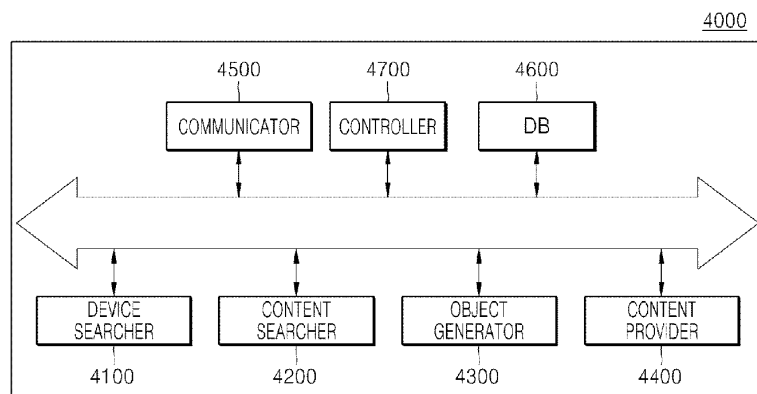 4000
4500 4700 4600
COMMUNICATOR CONTROLLER DB
DEVICE SEARCHER
CONTENT SEARCHER
OBJECT GENERATOR
CONTENT PROVIDER
4100 4200 4300 4400